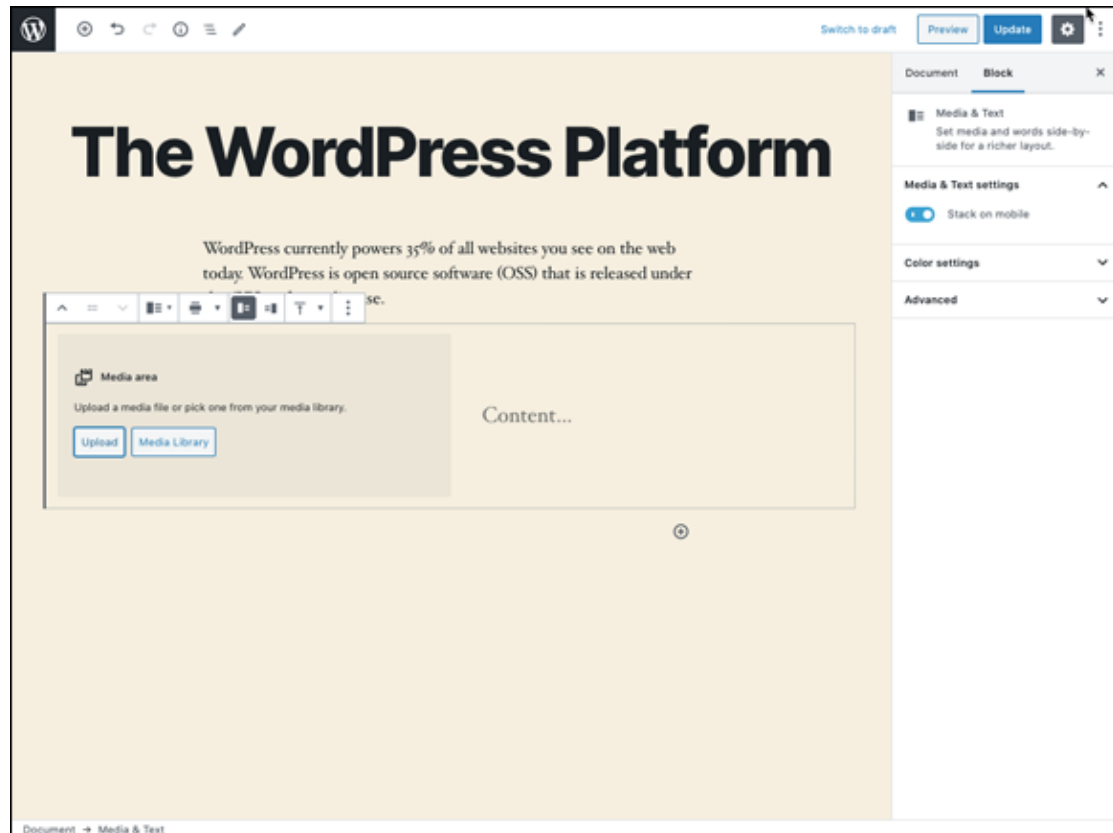 Switch to draft Preview Update
Document Block
Media & Text
Set media and words side-by-
side for a richer layout.
Media & Text settings
Stack on mobile
Color settings
Advanced
The WordPress Platform
WordPress currently powers 35% of all websites you see on the web
today. WordPress is open source software (OSS) that is released under
se.
Media area
Upload a media file or pick one from your media library.
Upload Media Library
Content...
Document → Media & Text